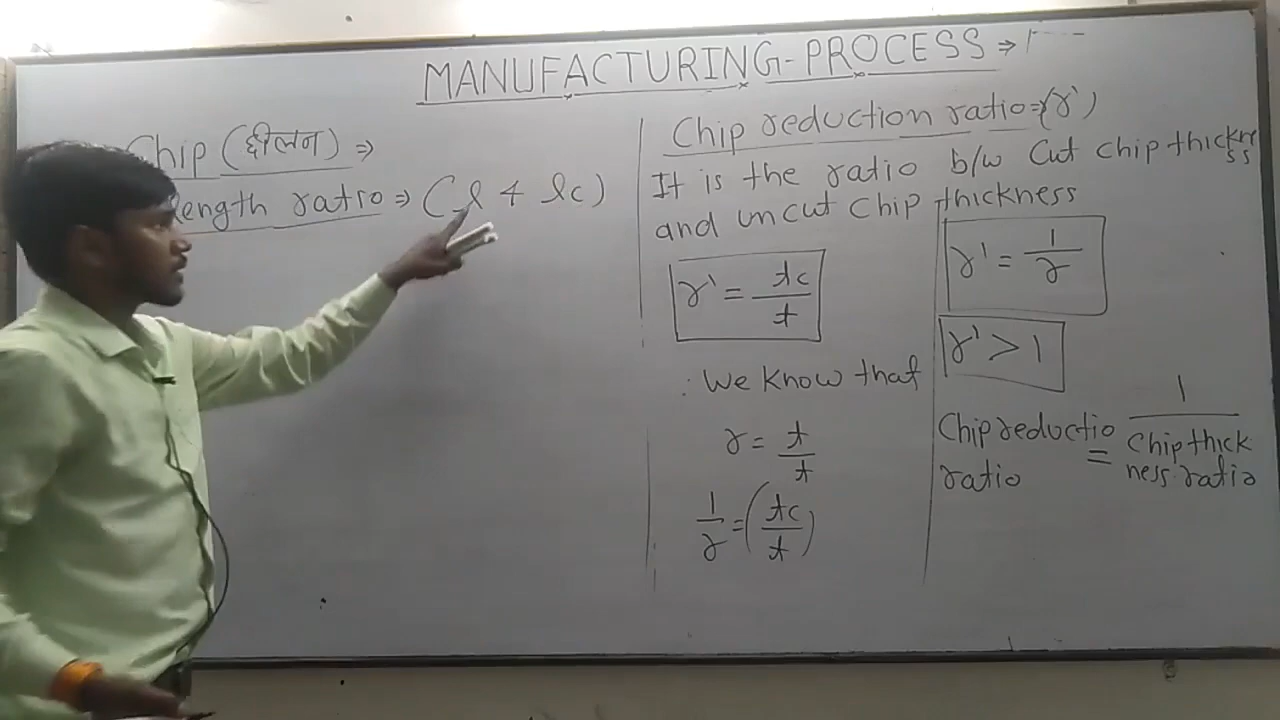 MANUFACTURING-PROCESS ⇒
Chip (छीलन) ⇒
length ratio ⇒ (l & lc)
Chip reduction ratio ⇒ (r')
It is the ratio b/w Cut chip thickness
and uncut chip thickness
r' = tc/t
We know that
r = t/t
1/r = (tc/t)
r' = 1/r
r' > 1
Chip reductio ratio = 1/Chip thickness ratio